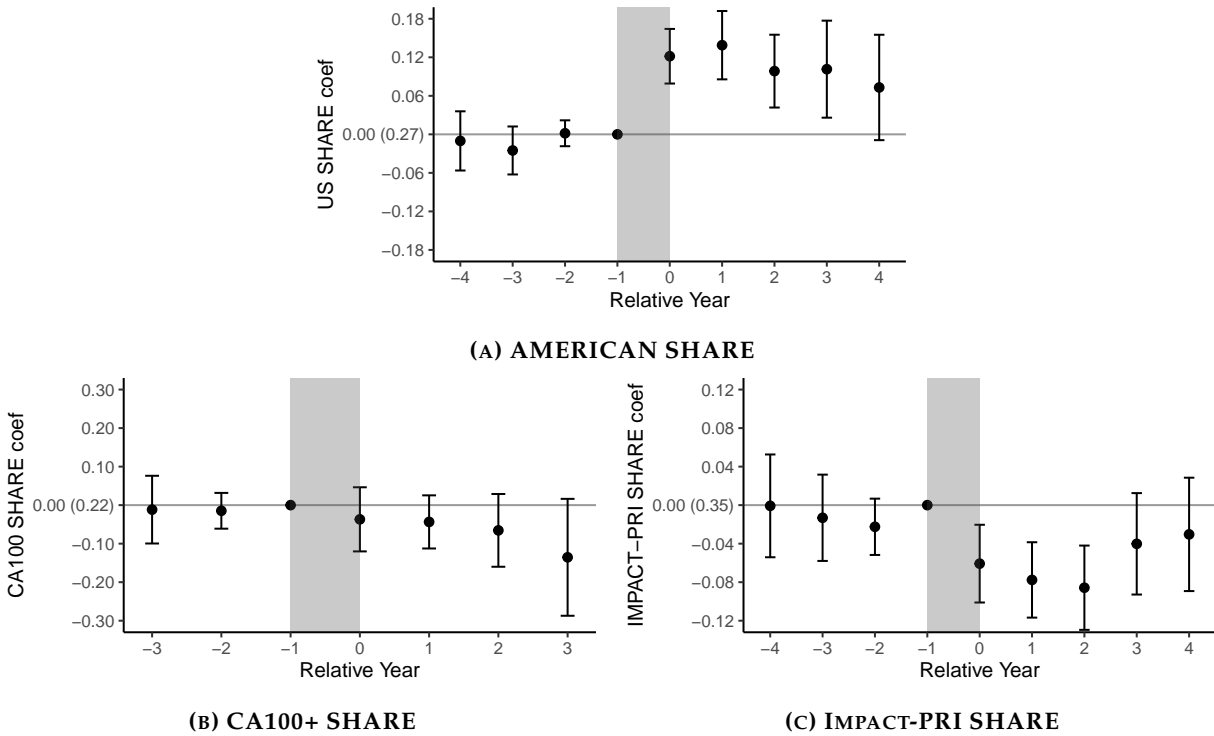 US SHARE coef
0.18
0.12
0.06
0.00 (0.27)
−0.06
−0.12
−0.18
−4 −3 −2 −1 0 1 2 3 4
Relative Year
(A) AMERICAN SHARE
CA100 SHARE coef
0.30
0.20
0.10
0.00 (0.22)
−0.10
−0.20
−0.30
−3 −2 −1 0 1 2 3
Relative Year
(B) CA100+ SHARE
IMPACT−PRI SHARE coef
0.12
0.08
0.04
0.00 (0.35)
−0.04
−0.08
−0.12
−4 −3 −2 −1 0 1 2 3 4
Relative Year
(C) IMPACT-PRI SHARE